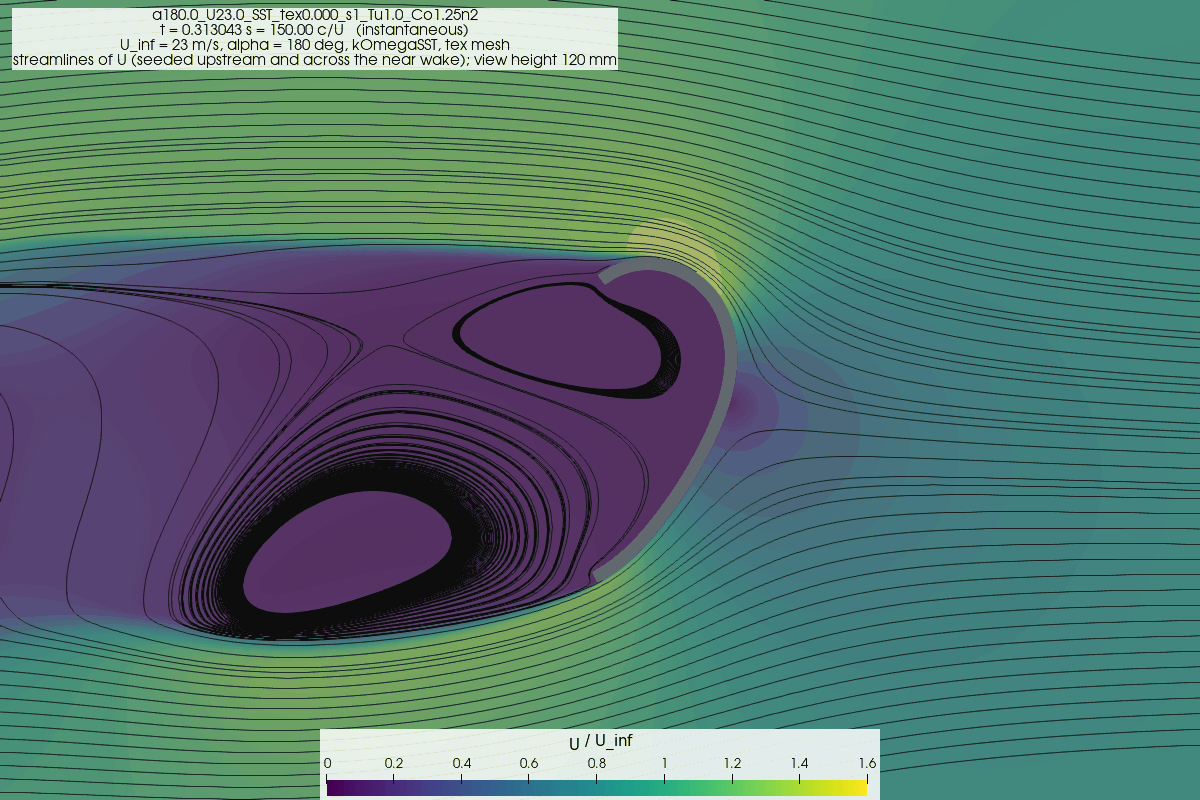 a180.0_U23.0_SST_tex0.000_s1_Tu1.0_Co1.25n2
t = 0.313043 s = 150.00 c/U (instantaneous)
U_inf = 23 m/s, alpha = 180 deg, kOmegaSST, tex mesh
streamlines of U (seeded upstream and across the near wake); view height 120 mm
U / U_inf
0 0.2 0.4 0.6 0.8 1 1.2 1.4 1.6